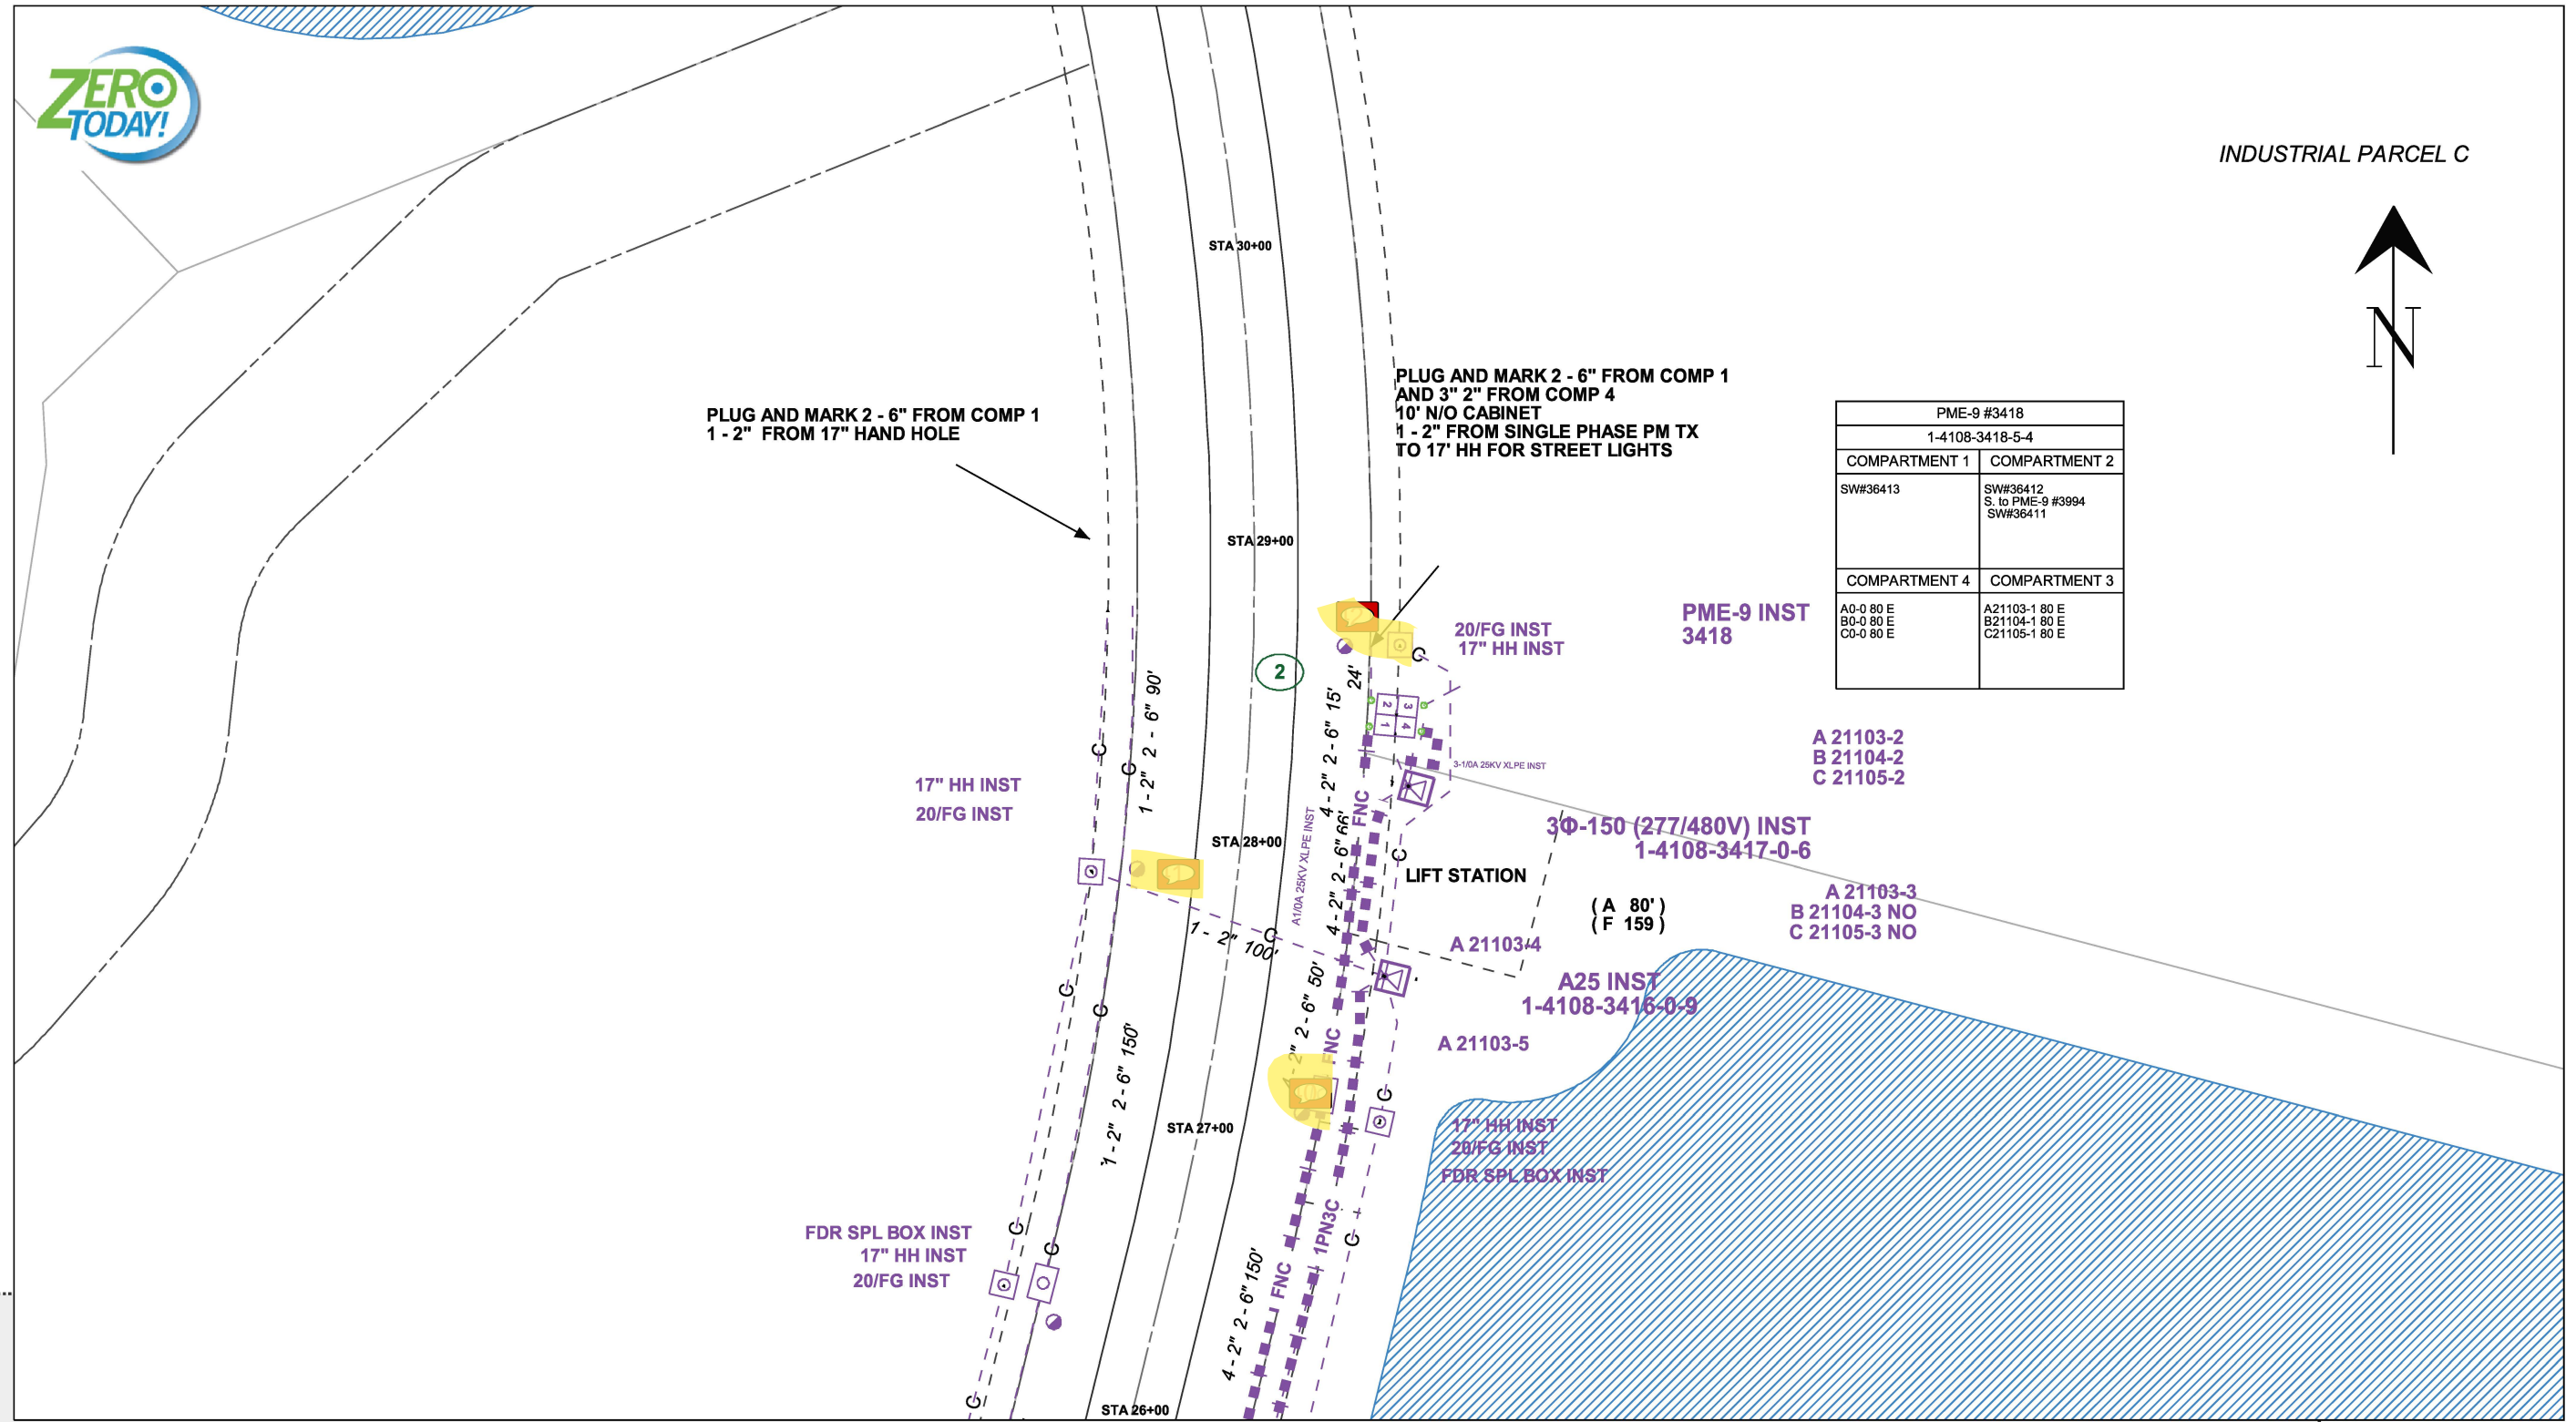 ZERO
TODAY!
INDUSTRIAL PARCEL C
N
STA 30+00
PLUG AND MARK 2 - 6" FROM COMP 1
AND 3" 2" FROM COMP 4
10' N/O CABINET
1 - 2" FROM SINGLE PHASE PM TX
TO 17' HH FOR STREET LIGHTS
PLUG AND MARK 2 - 6" FROM COMP 1
1 - 2" FROM 17" HAND HOLE
PME-9 #3418
1-4108-3418-5-4
COMPARTMENT 1
COMPARTMENT 2
SW#36413
SW#36412
S. to PME-9 #3994
SW#36411
COMPARTMENT 4
COMPARTMENT 3
A0-0 80 E
B0-0 80 E
C0-0 80 E
A21103-1 80 E
B21104-1 80 E
C21105-1 80 E
STA 29+00
PME-9 INST
3418
20/FG INST
17" HH INST
2
C
24'
2 3
1 4
1 - 2" 2 - 6" 90'
4 - 2" 2 - 6" 15'
C
C
A 21103-2
B 21104-2
C 21105-2
3-1/0A 25KV XLPE INST
17" HH INST
20/FG INST
FNC
3Φ-150 (277/480V) INST
1-4108-3417-0-6
STA 28+00
A1/0A 25KV XLPE INST
4 - 2" 2 - 6" 66'
C
LIFT STATION
( A 80' )
( F 159 )
A 21103-3
B 21104-3 NO
C 21105-3 NO
1 - 2" 100'
C
A 21103-4
A25 INST
1-4108-3416-0-9
C
C
2" 2 - 6" 50'
FNC
A 21103-5
1 - 2" 2 - 6" 150'
C
STA 27+00
17" HH INST
20/FG INST
FDR SPL BOX INST
FDR SPL BOX INST
17" HH INST
20/FG INST
C
C
1PN3C
C
FNC
4 - 2" 2 - 6" 150'
C
STA 26+00